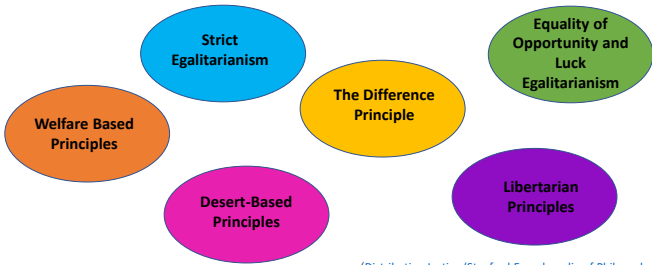 Strict
Egalitarianism
Equality of
Opportunity and
Luck
Egalitarianism
The Difference
Principle
Welfare Based
Principles
Desert-Based
Principles
Libertarian
Principles